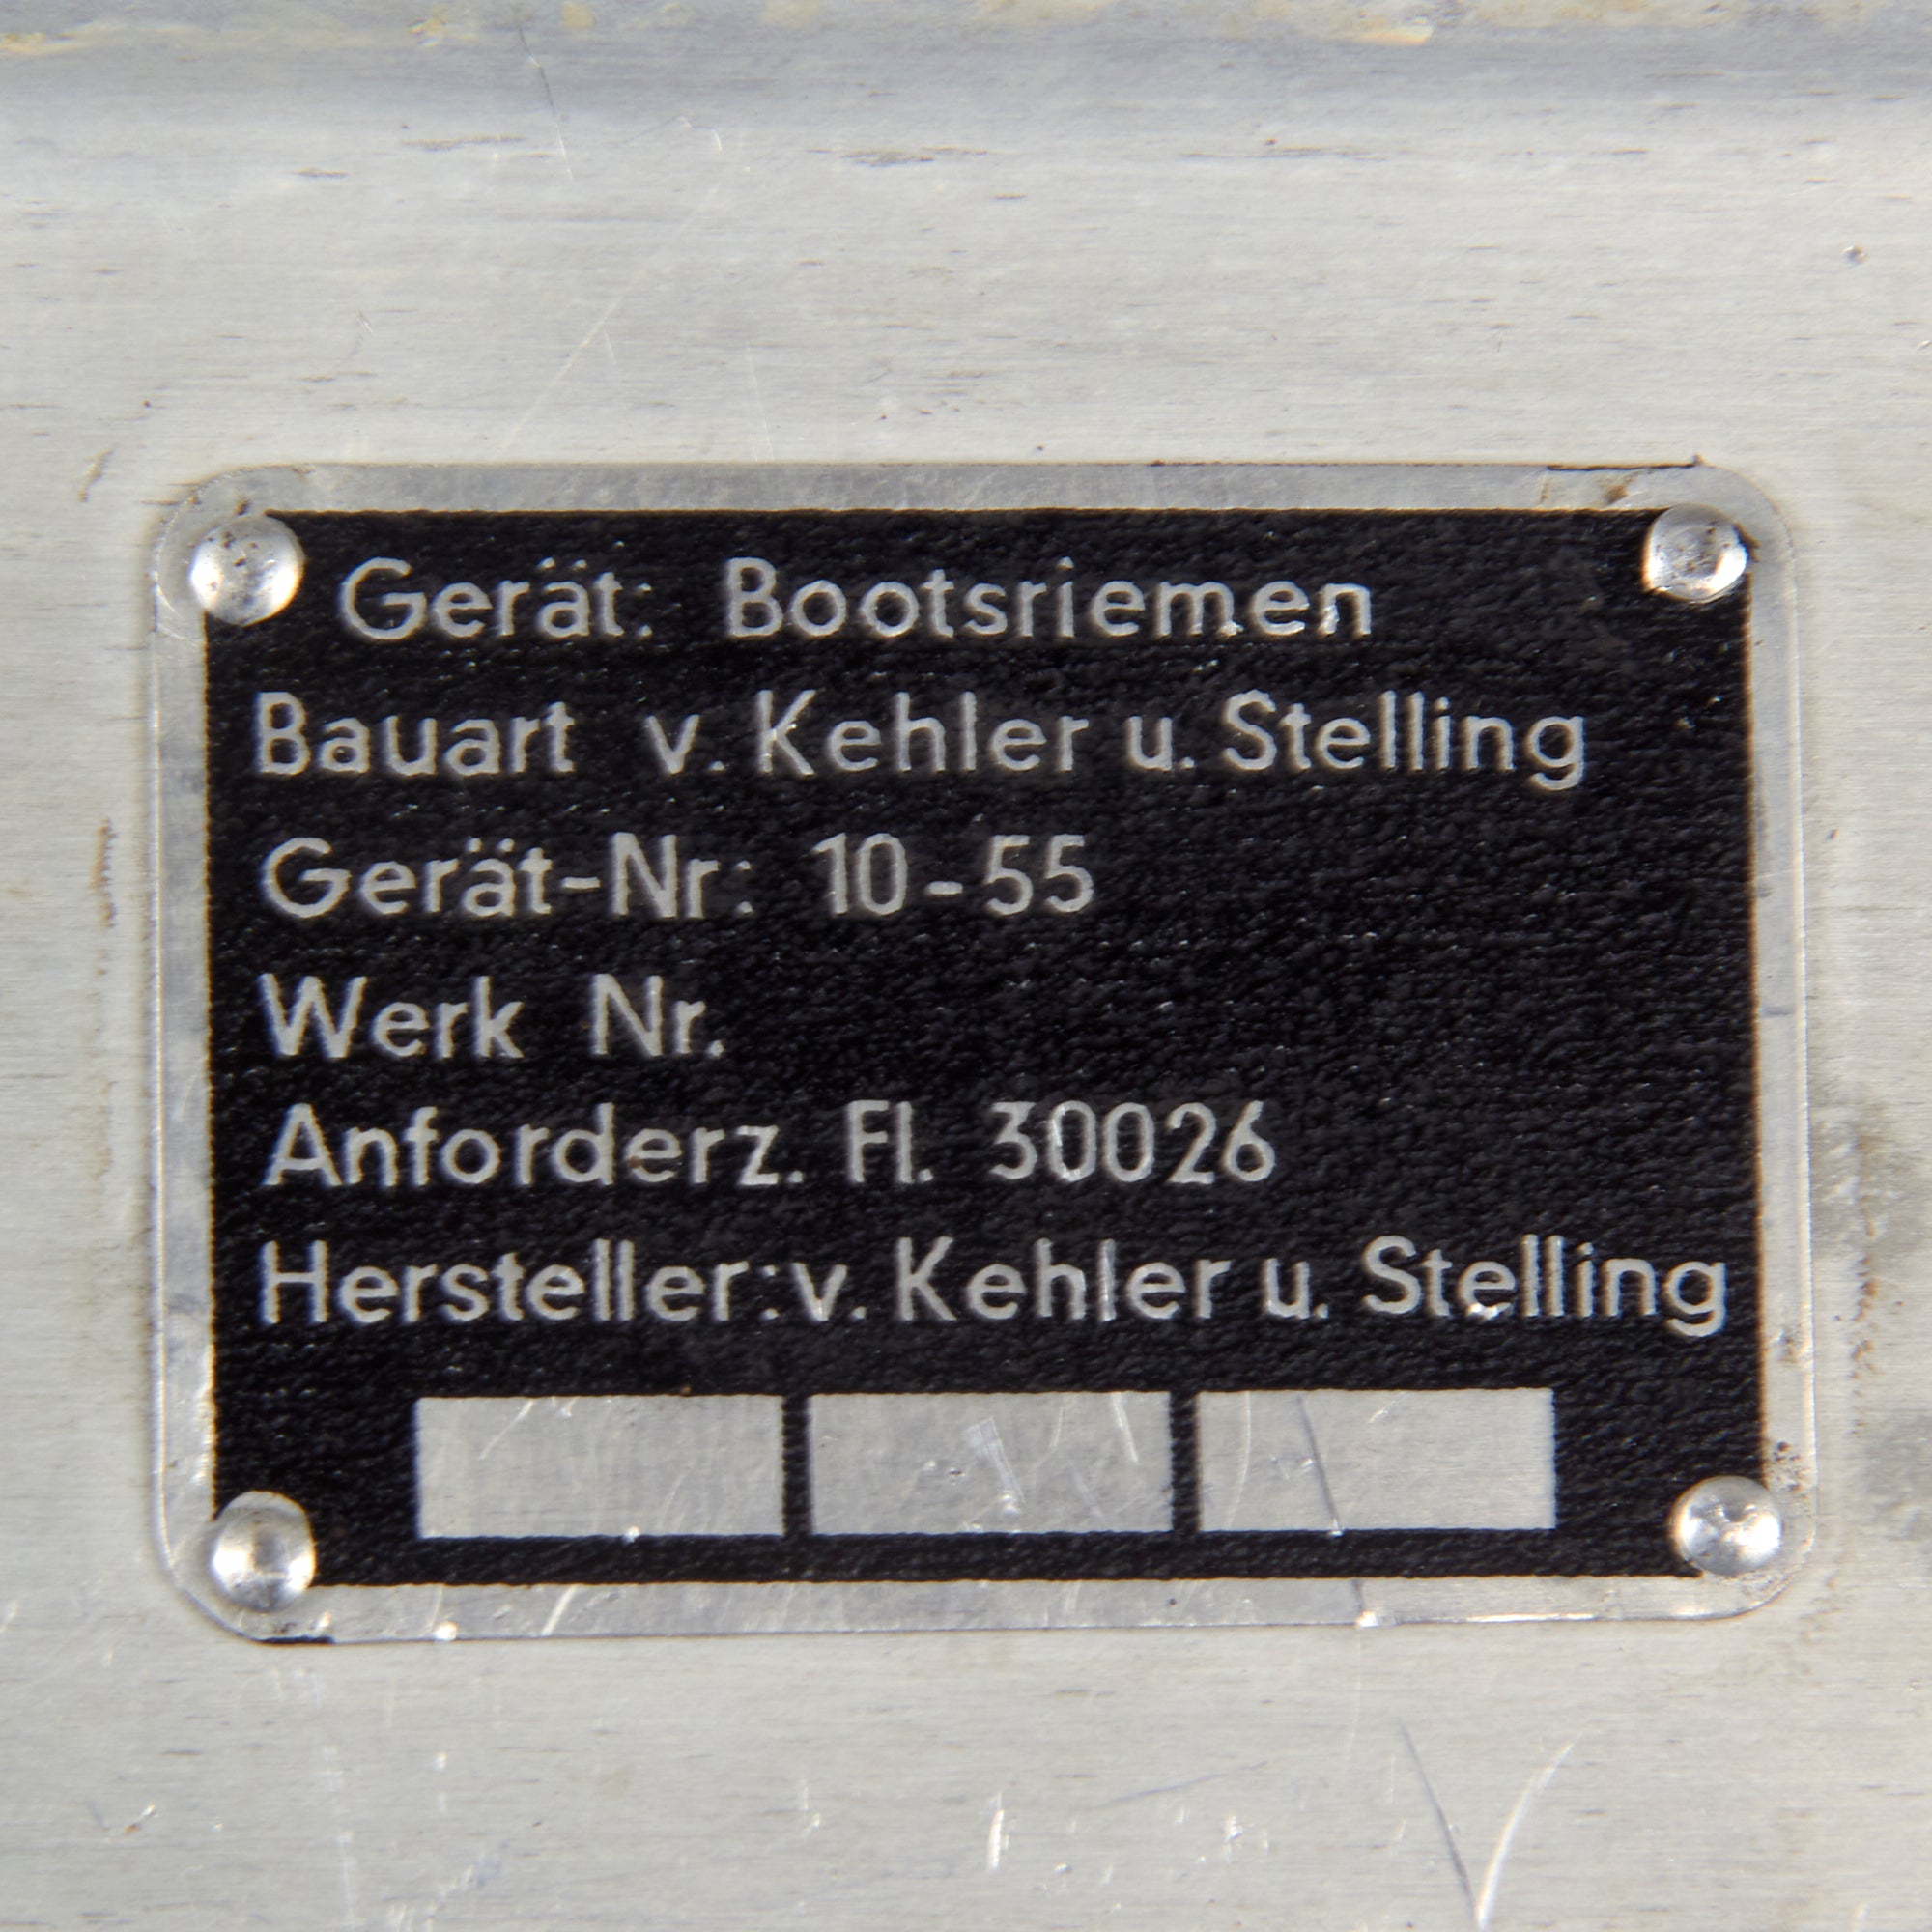 Gerät: Bootsriemen
Bauart v. Kehler u. Stelling
Gerät-Nr: 10-55
Werk Nr.
Anforderz. Fl. 30026
Hersteller: v. Kehler u. Stelling